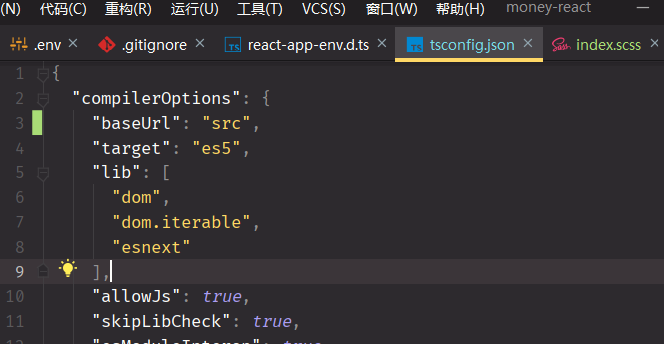 (N) 代码(C) 重构(R) 运行(U) 工具(T) VCS(S) 窗口(W) 帮助(H) money-react
.env .gitignore react-app-env.d.ts tsconfig.json index.scss
1 {
2 "compilerOptions": {
3 "baseUrl": "src",
4 "target": "es5",
5 "lib": [
6 "dom",
7 "dom.iterable",
8 "esnext"
9 ],
10 "allowJs": true,
11 "skipLibCheck": true,